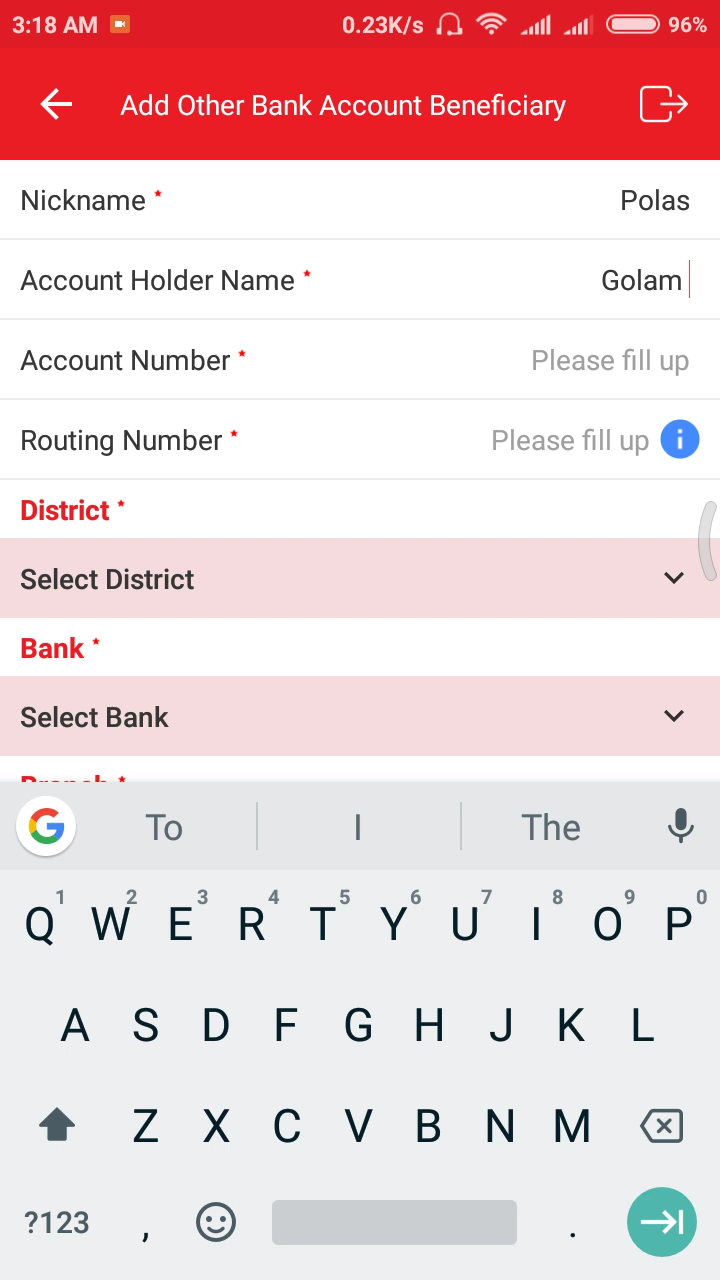 3:18 AM 0.23K/s 96%
Add Other Bank Account Beneficiary
Nickname * Polas
Account Holder Name * Golam
Account Number * Please fill up
Routing Number * Please fill up i
District *
Select District
Bank *
Select Bank
Branch *
G To I The
1 2 3 4 5 6 7 8 9 0
Q W E R T Y U I O P
A S D F G H J K L
Z X C V B N M
?123 , .